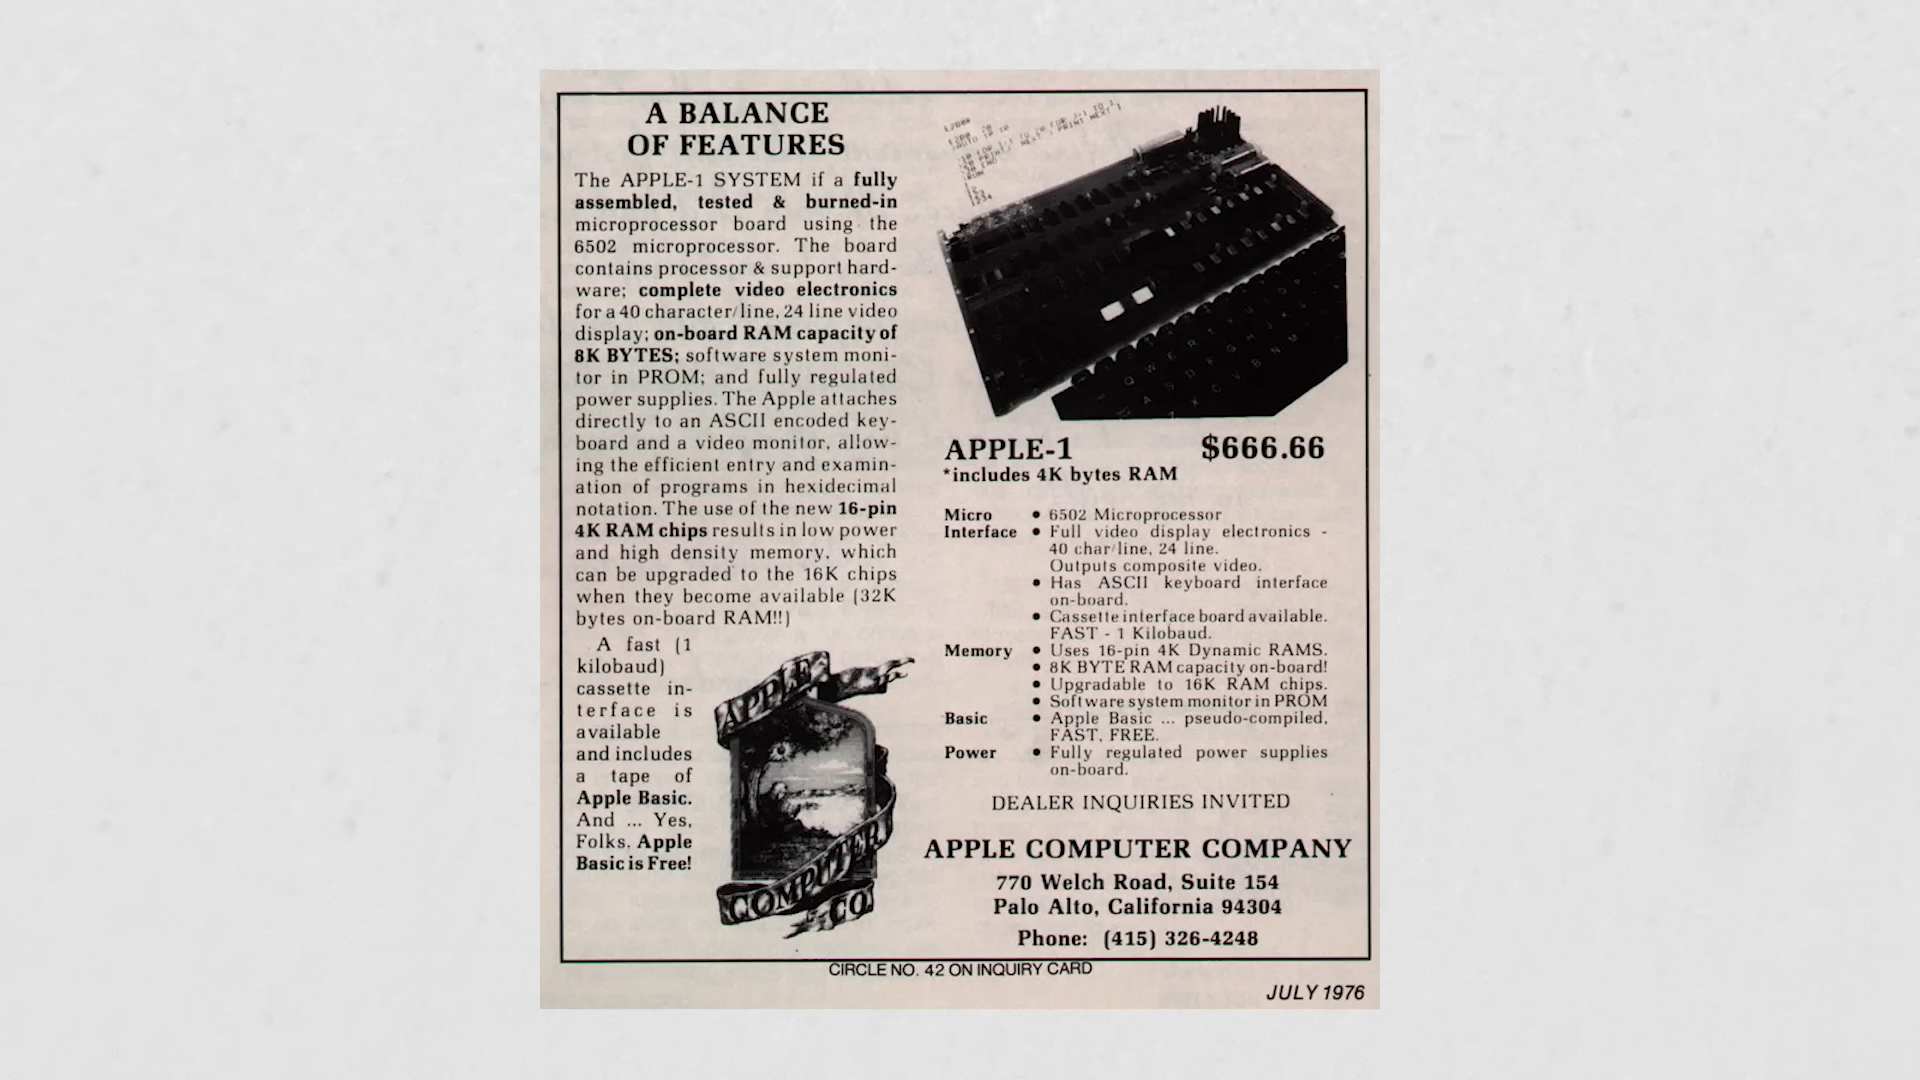 A BALANCE
OF FEATURES
The APPLE-1 SYSTEM if a fully
assembled, tested & burned-in
microprocessor board using the
6502 microprocessor. The board
contains processor & support hard-
ware; complete video electronics
for a 40 character/line, 24 line video
display; on-board RAM capacity of
8K BYTES; software system moni-
tor in PROM; and fully regulated
power supplies. The Apple attaches
directly to an ASCII encoded key-
board and a video monitor, allow-
ing the efficient entry and examin-
ation of programs in hexidecimal
notation. The use of the new 16-pin
4K RAM chips results in low power
and high density memory, which
can be upgraded to the 16K chips
when they become available (32K
bytes on-board RAM!!)
A fast (1
kilobaud)
cassette in-
terface is
available
and includes
a tape of
Apple Basic.
And ... Yes,
Folks, Apple
Basic is Free!
APPLE
COMPUTER
CO.
APPLE-1 $666.66
*includes 4K bytes RAM
Micro • 6502 Microprocessor
Interface • Full video display electronics -
40 char/line, 24 line.
Outputs composite video.
• Has ASCII keyboard interface
on-board.
• Cassette interface board available.
FAST - 1 Kilobaud.
Memory • Uses 16-pin 4K Dynamic RAMS.
• 8K BYTE RAM capacity on-board!
• Upgradable to 16K RAM chips.
• Software system monitor in PROM
Basic • Apple Basic ... pseudo-compiled,
FAST, FREE.
Power • Fully regulated power supplies
on-board.
DEALER INQUIRIES INVITED
APPLE COMPUTER COMPANY
770 Welch Road, Suite 154
Palo Alto, California 94304
Phone: (415) 326-4248
CIRCLE NO. 42 ON INQUIRY CARD
JULY 1976